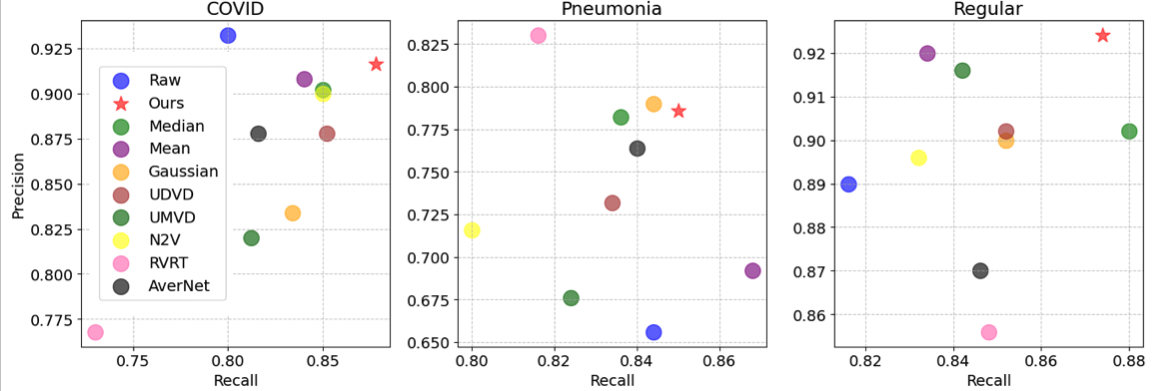 COVID
Precision
0.925
0.900
0.875
0.850
0.825
0.800
0.775
Raw
Ours
Median
Mean
Gaussian
UDVD
UMVD
N2V
RVRT
AverNet
0.75 0.80 0.85
Recall
Pneumonia
0.825
0.800
0.775
0.750
0.725
0.700
0.675
0.650
0.80 0.82 0.84 0.86
Recall
Regular
0.92
0.91
0.90
0.89
0.88
0.87
0.86
0.82 0.84 0.86 0.88
Recall